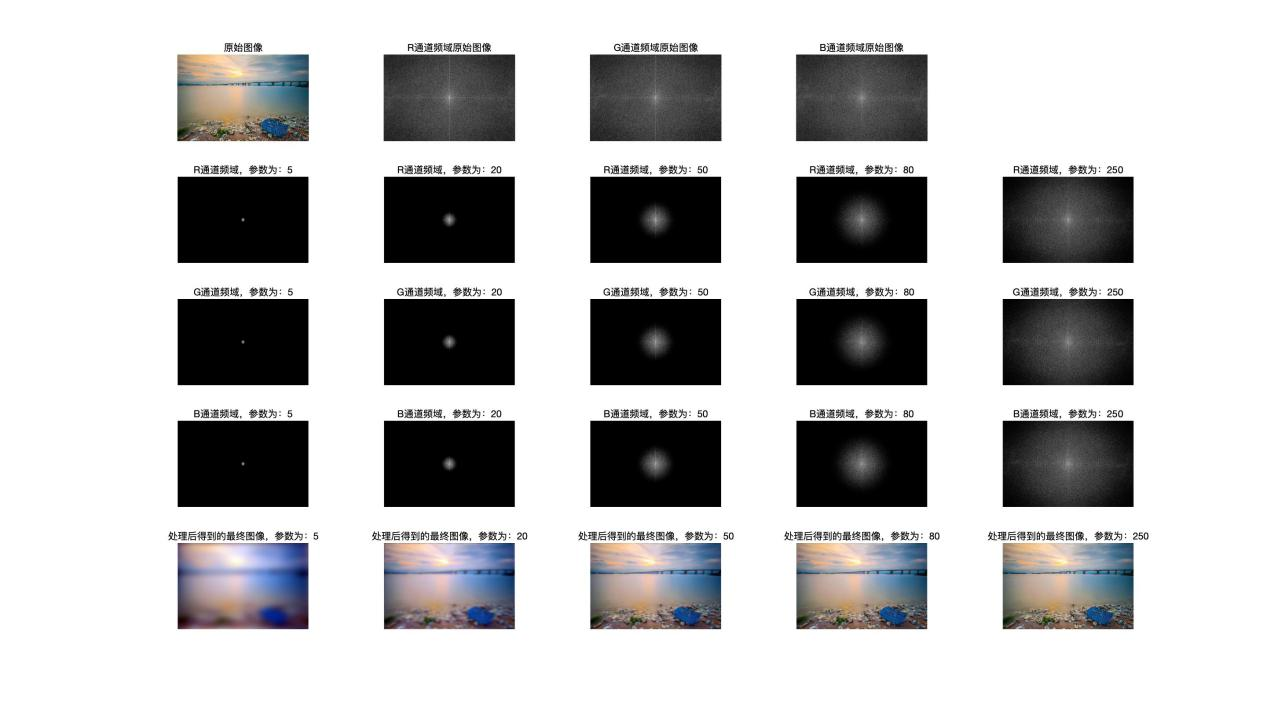 原始图像
R通道频域原始图像
G通道频域原始图像
B通道频域原始图像
R通道频域，参数为：5
R通道频域，参数为：20
R通道频域，参数为：50
R通道频域，参数为：80
R通道频域，参数为：250
G通道频域，参数为：5
G通道频域，参数为：20
G通道频域，参数为：50
G通道频域，参数为：80
G通道频域，参数为：250
B通道频域，参数为：5
B通道频域，参数为：20
B通道频域，参数为：50
B通道频域，参数为：80
B通道频域，参数为：250
处理后得到的最终图像，参数为：5
处理后得到的最终图像，参数为：20
处理后得到的最终图像，参数为：50
处理后得到的最终图像，参数为：80
处理后得到的最终图像，参数为：250